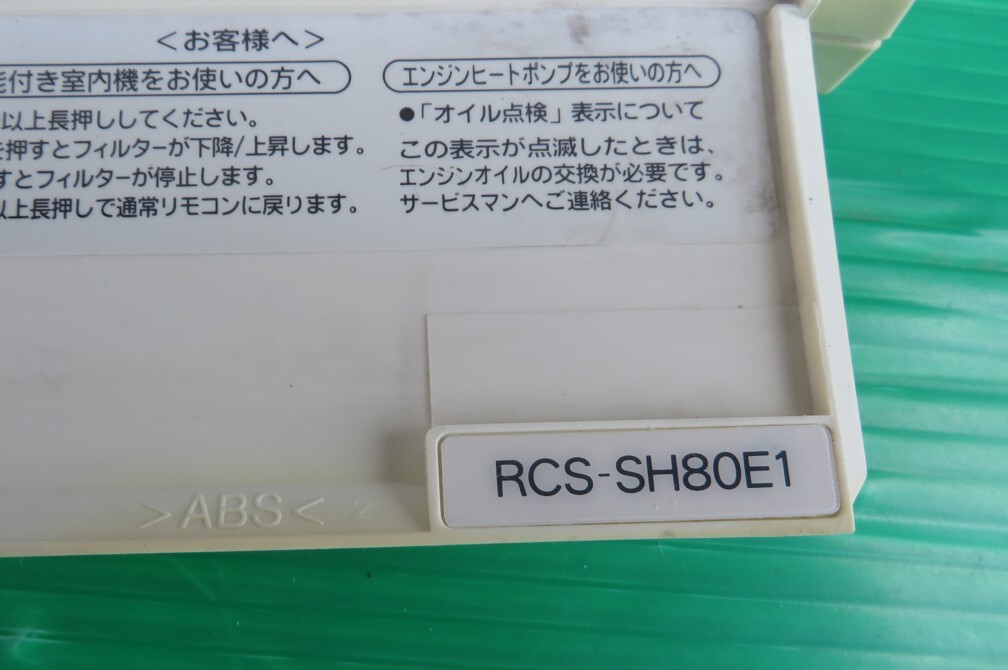 ＜お客様へ＞
付き室内機をお使いの方へ
以上長押ししてください。
を押すとフィルターが下降/上昇します。
すとフィルターが停止します。
以上長押しで通常リモコンに戻ります。
エンジンヒートポンプをお使いの方へ
●「オイル点検」表示について
この表示が点滅したときは、
エンジンオイルの交換が必要です。
サービスマンへご連絡ください。
RCS-SH80E1
>ABS< 2